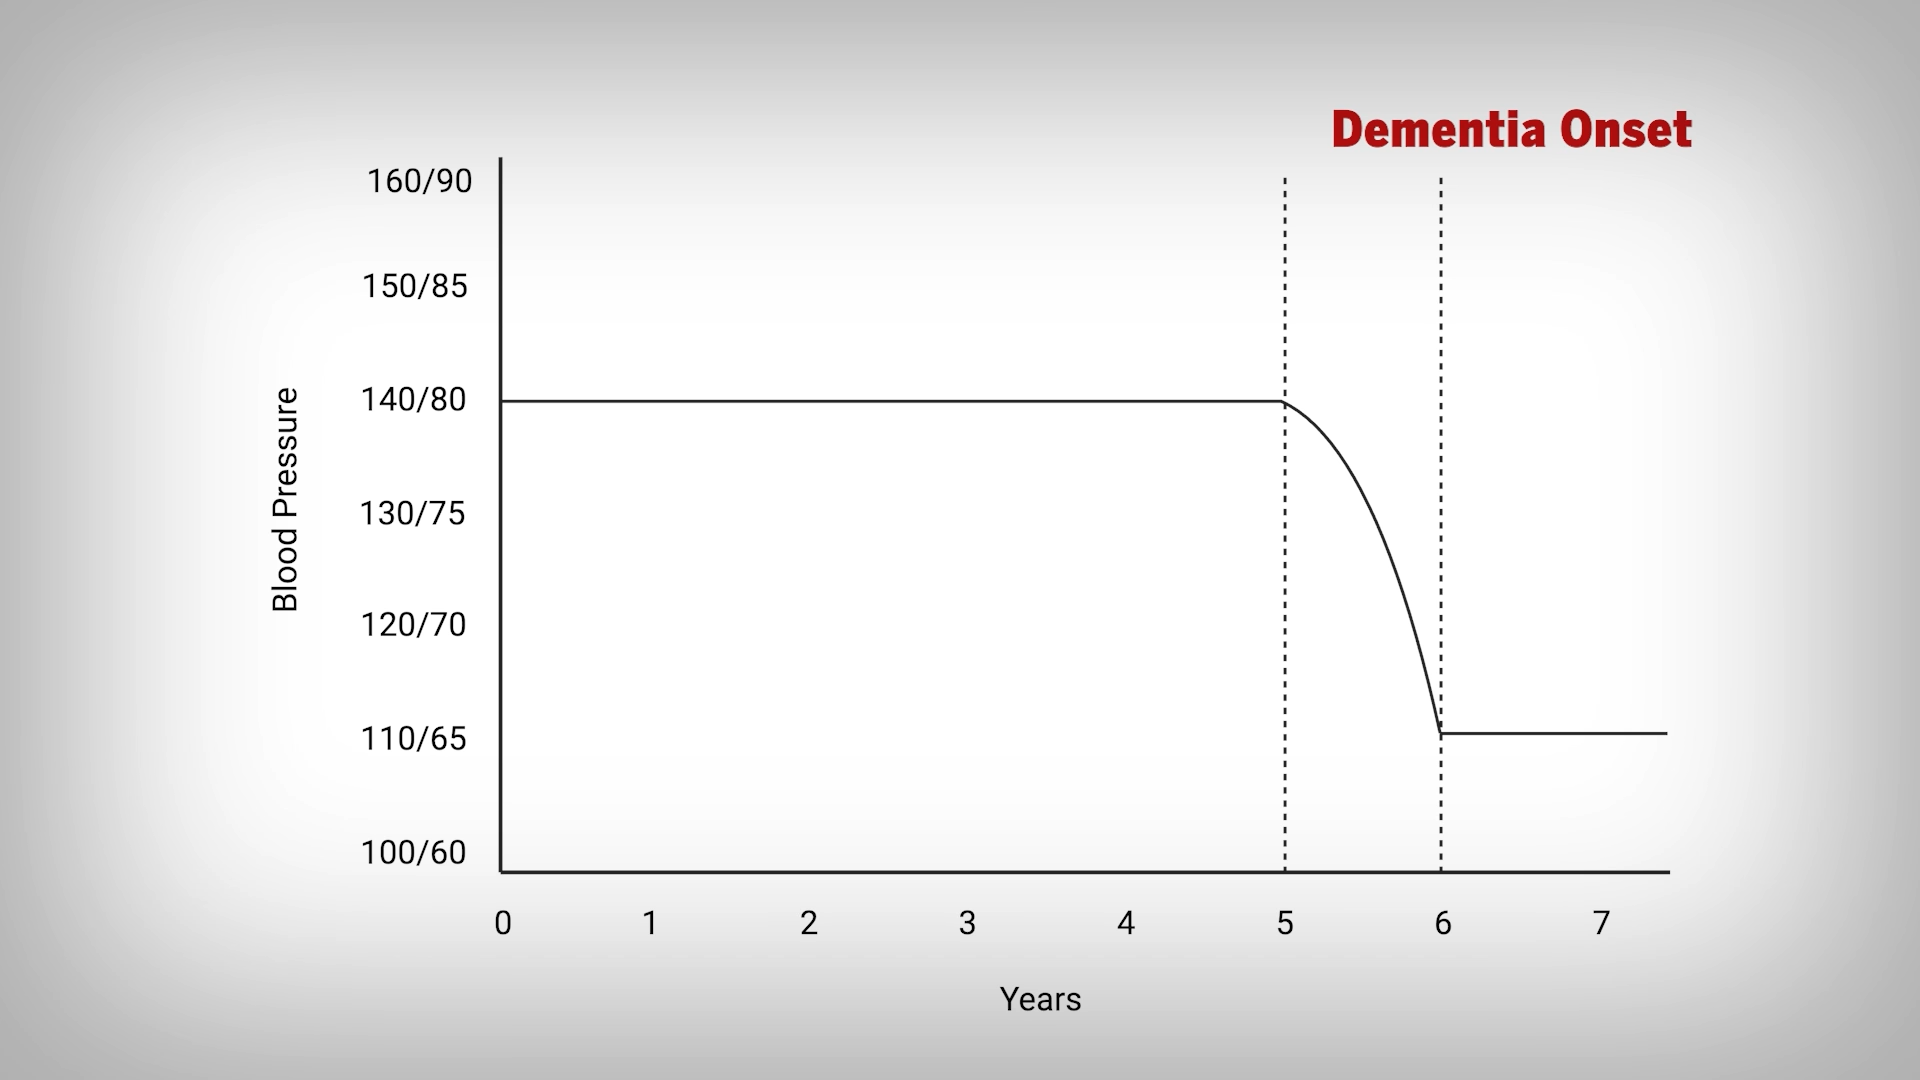 Dementia Onset
160/90
150/85
140/80
130/75
120/70
110/65
100/60
Blood Pressure
0 1 2 3 4 5 6 7
Years